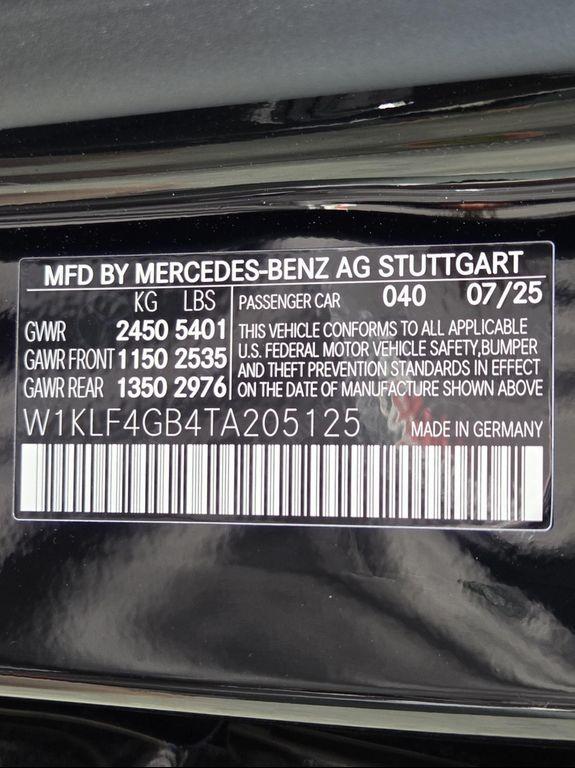 MFD BY MERCEDES-BENZ AG STUTTGART
KG LBS
GVWR 2450 5401
GAWR FRONT 1150 2535
GAWR REAR 1350 2976
PASSENGER CAR 040 07/25
THIS VEHICLE CONFORMS TO ALL APPLICABLE
U.S. FEDERAL MOTOR VEHICLE SAFETY,BUMPER
AND THEFT PREVENTION STANDARDS IN EFFECT
ON THE DATE OF MANUFACTURE SHOWN ABOVE
W1KLF4GB4TA205125 MADE IN GERMANY